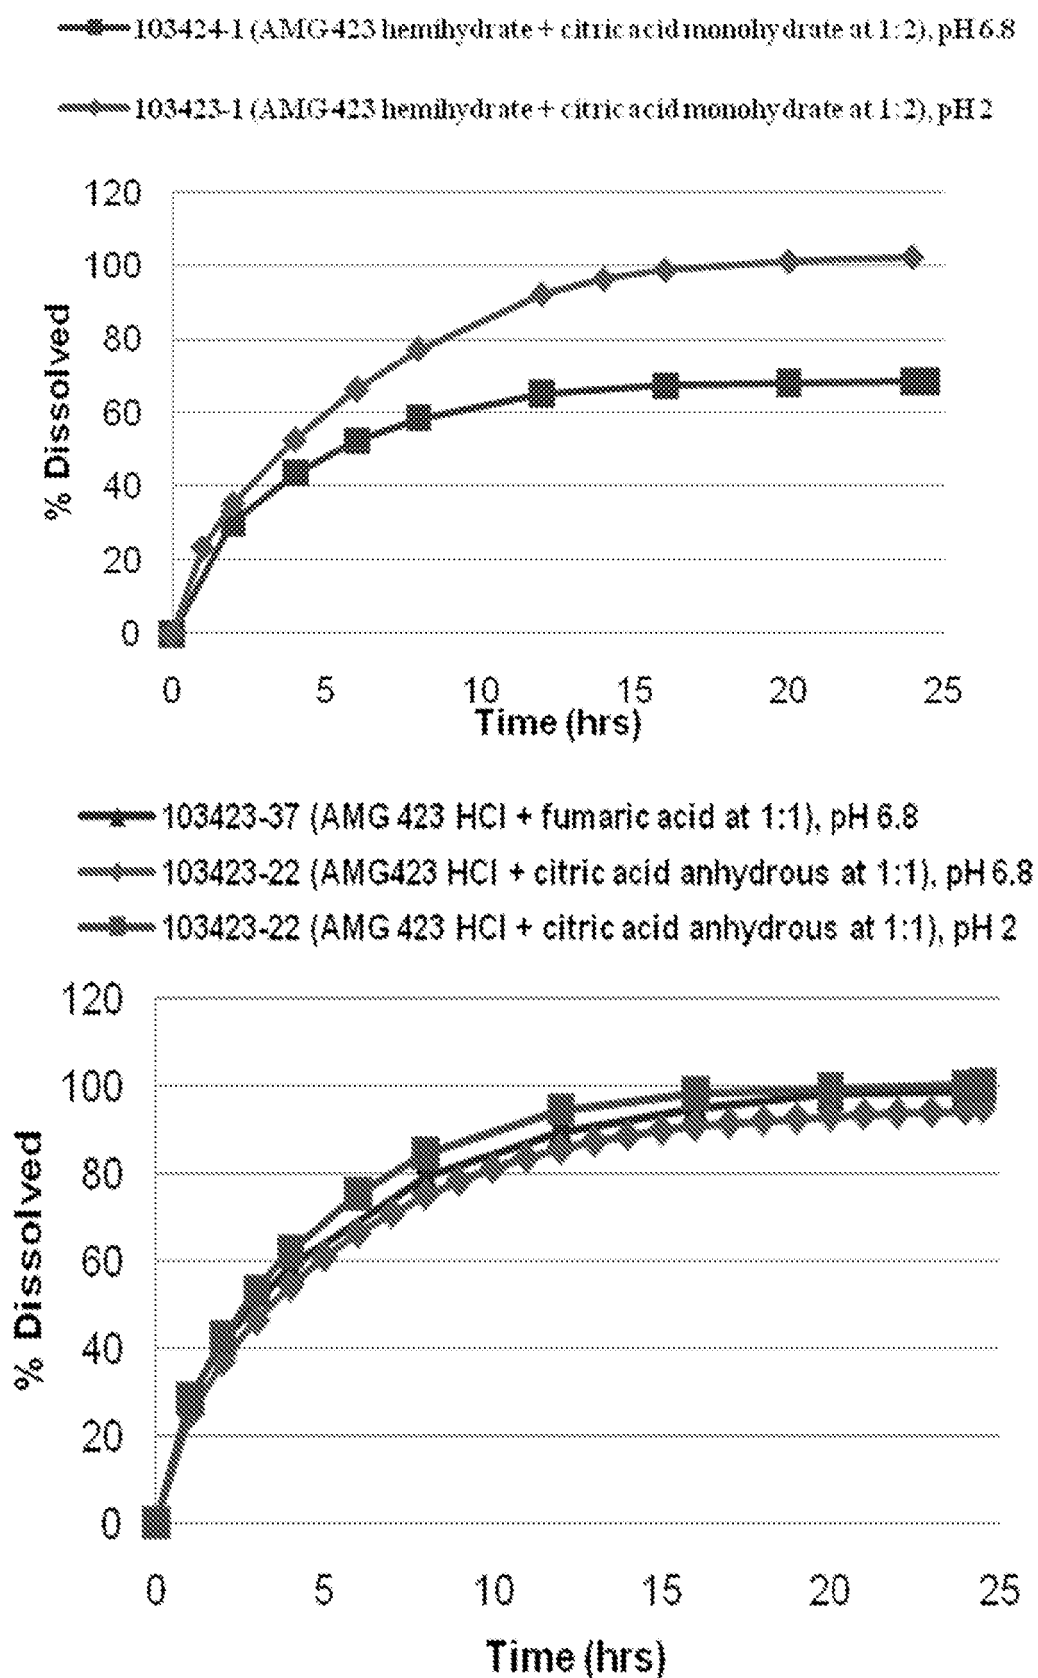 103424-1 (AMG 423 hemihydrate + citric acid monohydrate at 1:2), pH 6.8
103423-1 (AMG 423 hemihydrate + citric acid monohydrate at 1:2), pH 2
120
100
80
60
40
20
0
% Dissolved
0 5 10 15 20 25
Time (hrs)
103423-37 (AMG 423 HCl + fumaric acid at 1:1), pH 6.8
103423-22 (AMG423 HCl + citric acid anhydrous at 1:1), pH 6.8
103423-22 (AMG 423 HCl + citric acid anhydrous at 1:1), pH 2
120
100
80
60
40
20
0
% Dissolved
0 5 10 15 20 25
Time (hrs)